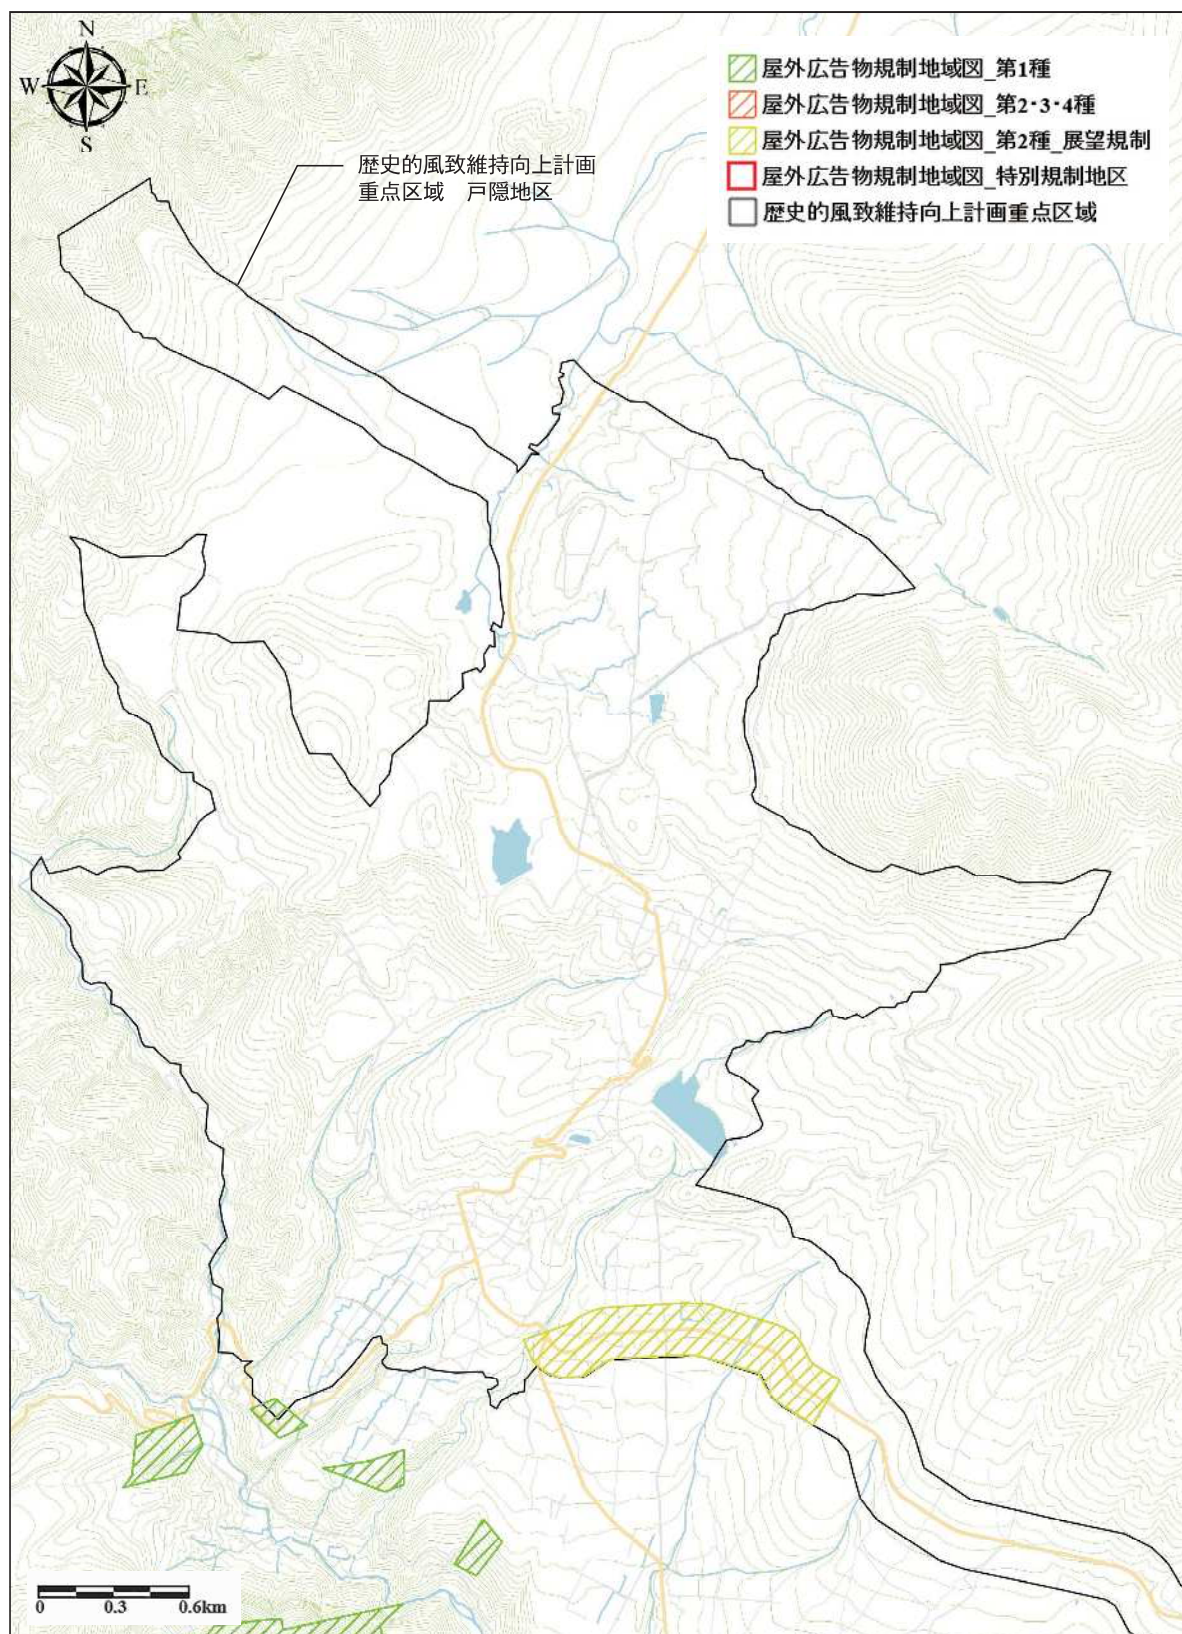 N
W
E
S
屋外広告物規制地域図_第1種
屋外広告物規制地域図_第2・3・4種
屋外広告物規制地域図_第2種_展望規制
屋外広告物規制地域図_特別規制地区
歴史的風致維持向上計画重点区域
歴史的風致維持向上計画
重点区域　戸隠地区
0 0.3 0.6km